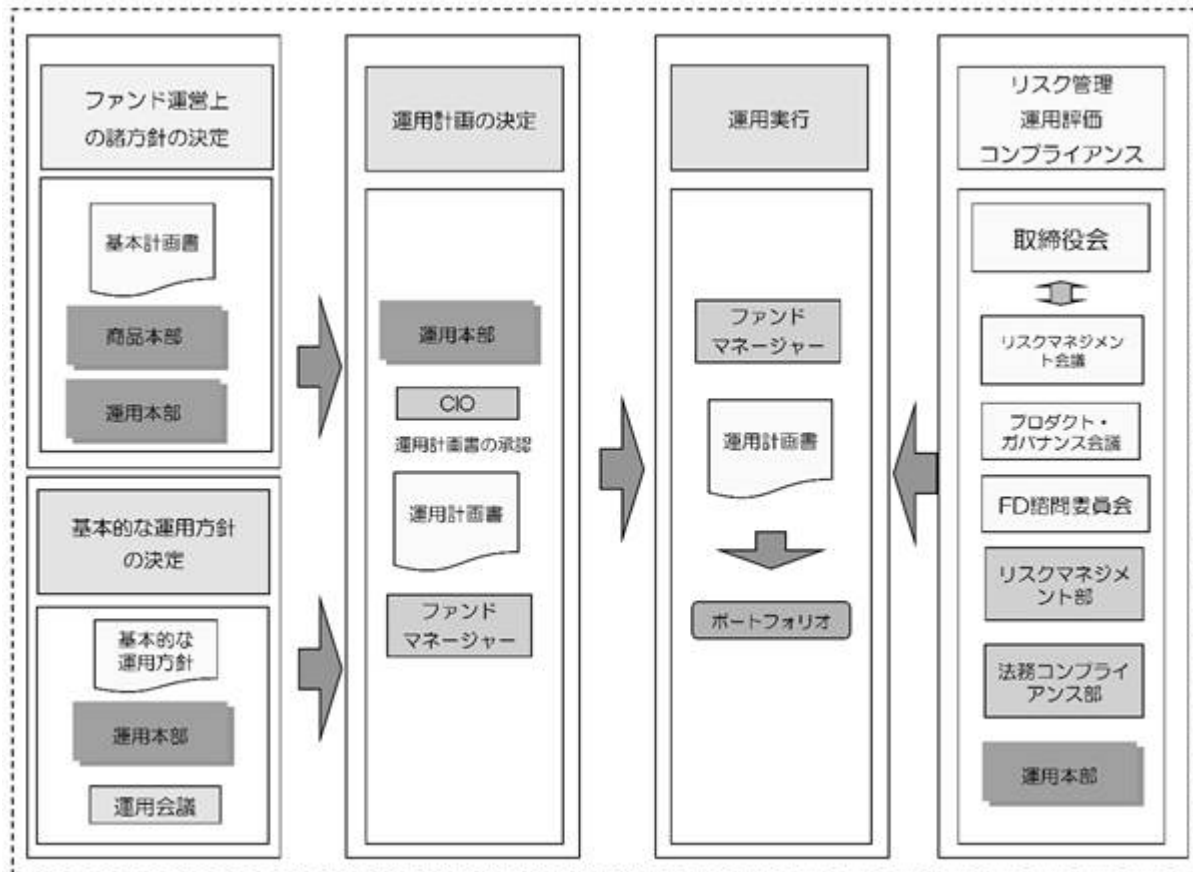 ファンド運営上
の諸方針の決定
基本計画書
商品本部
運用本部
基本的な運用方針
の決定
基本的な
運用方針
運用本部
運用会議
運用計画の決定
運用本部
CIO
運用計画書の承認
運用計画書
ファンド
マネージャー
運用実行
ファンド
マネージャー
運用計画書
ポートフォリオ
リスク管理
運用評価
コンプライアンス
取締役会
リスクマネジメン
ト会議
プロダクト・
ガバナンス会議
FD諮問委員会
リスクマネジメ
ント部
法務コンプライ
アンス部
運用本部